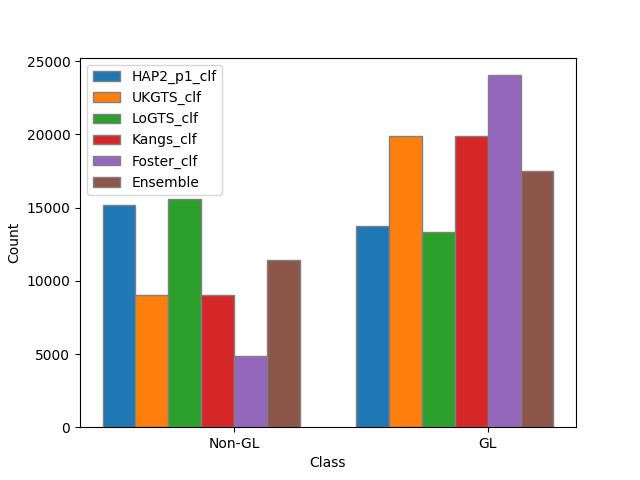 25000
20000
15000
10000
5000
0
Count
HAP2_p1_clf
UKGTS_clf
LoGTS_clf
Kangs_clf
Foster_clf
Ensemble
Non-GL
GL
Class